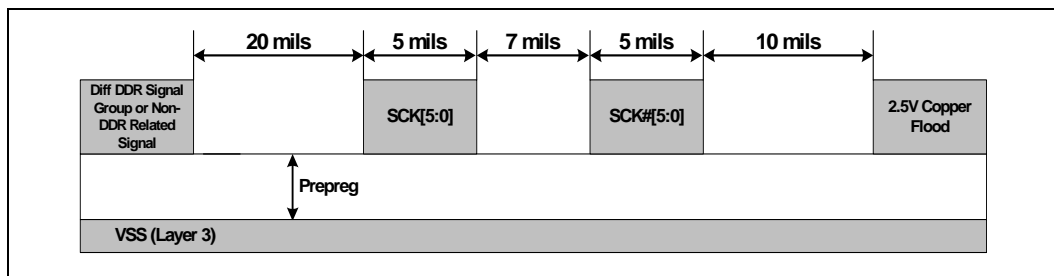 20 mils
5 mils
7 mils
5 mils
10 mils
Diff DDR Signal
Group or Non-
DDR Related
Signal
SCK[5:0]
SCK#[5:0]
2.5V Copper
Flood
Prepreg
VSS (Layer 3)